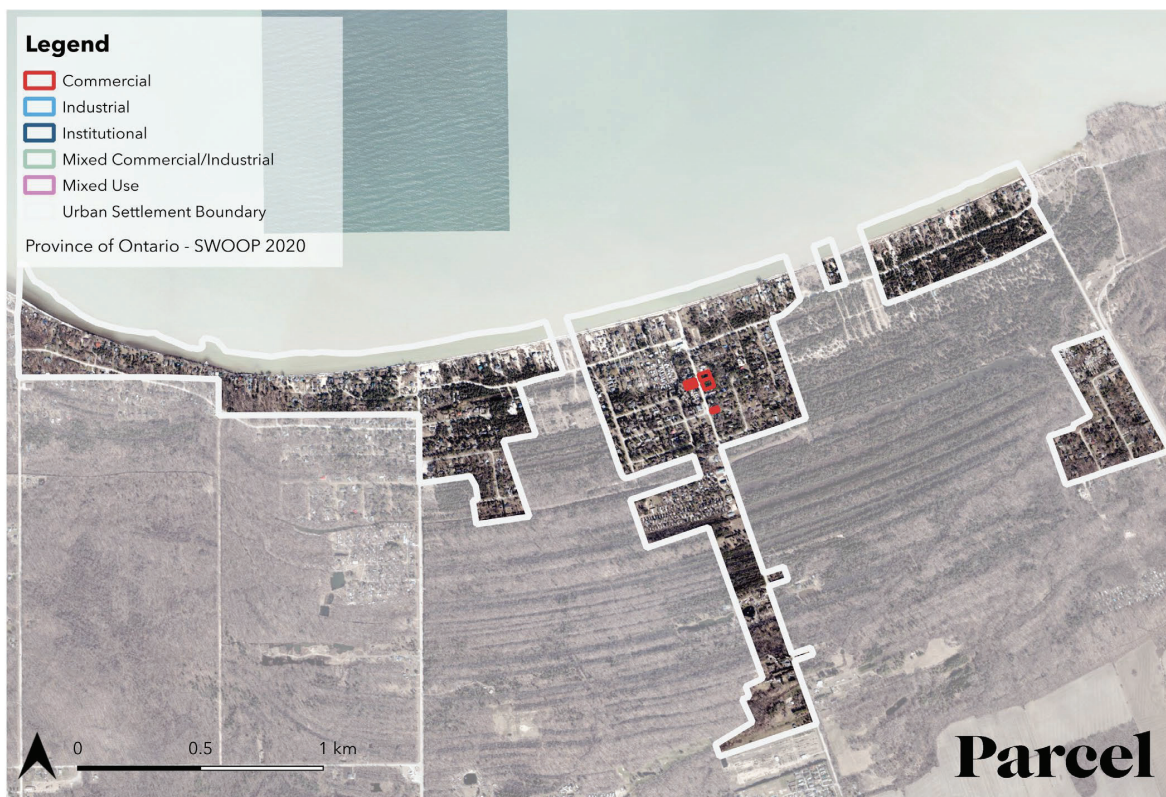 Legend
Commercial
Industrial
Institutional
Mixed Commercial/Industrial
Mixed Use
Urban Settlement Boundary
Province of Ontario - SWOOP 2020
0 0.5 1 km
Parcel